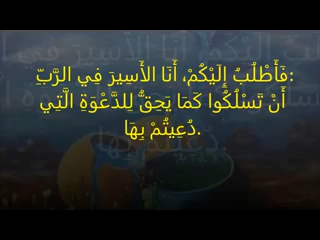 فَأَطْلُبُ إِلَيْكُمْ، أَنَا الأَسِيرَ فِي الرَّبِّ:
أَنْ تَسْلُكُوا كَمَا يَحِقُّ لِلدَّعْوَةِ الَّتِي
دُعِيتُمْ بِهَا.